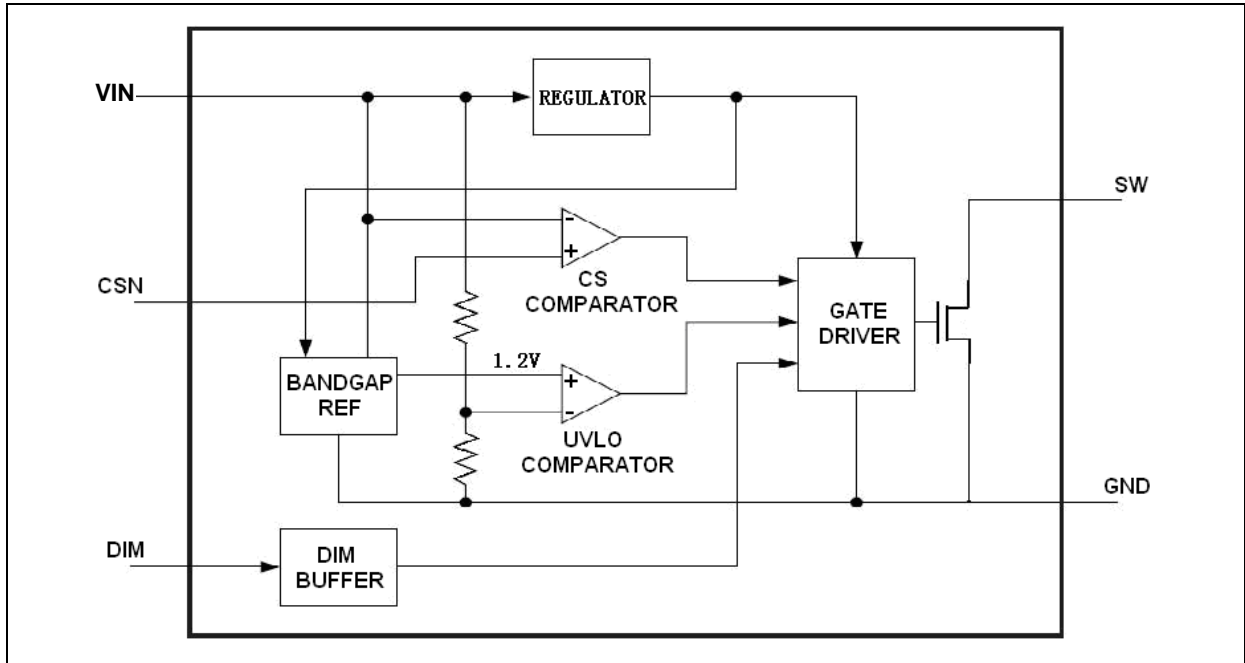 VIN
REGULATOR
SW
-
+
CS
COMPARATOR
CSN
GATE
DRIVER
1.2V
BANDGAP
REF
+
-
UVLO
COMPARATOR
GND
DIM
DIM
BUFFER